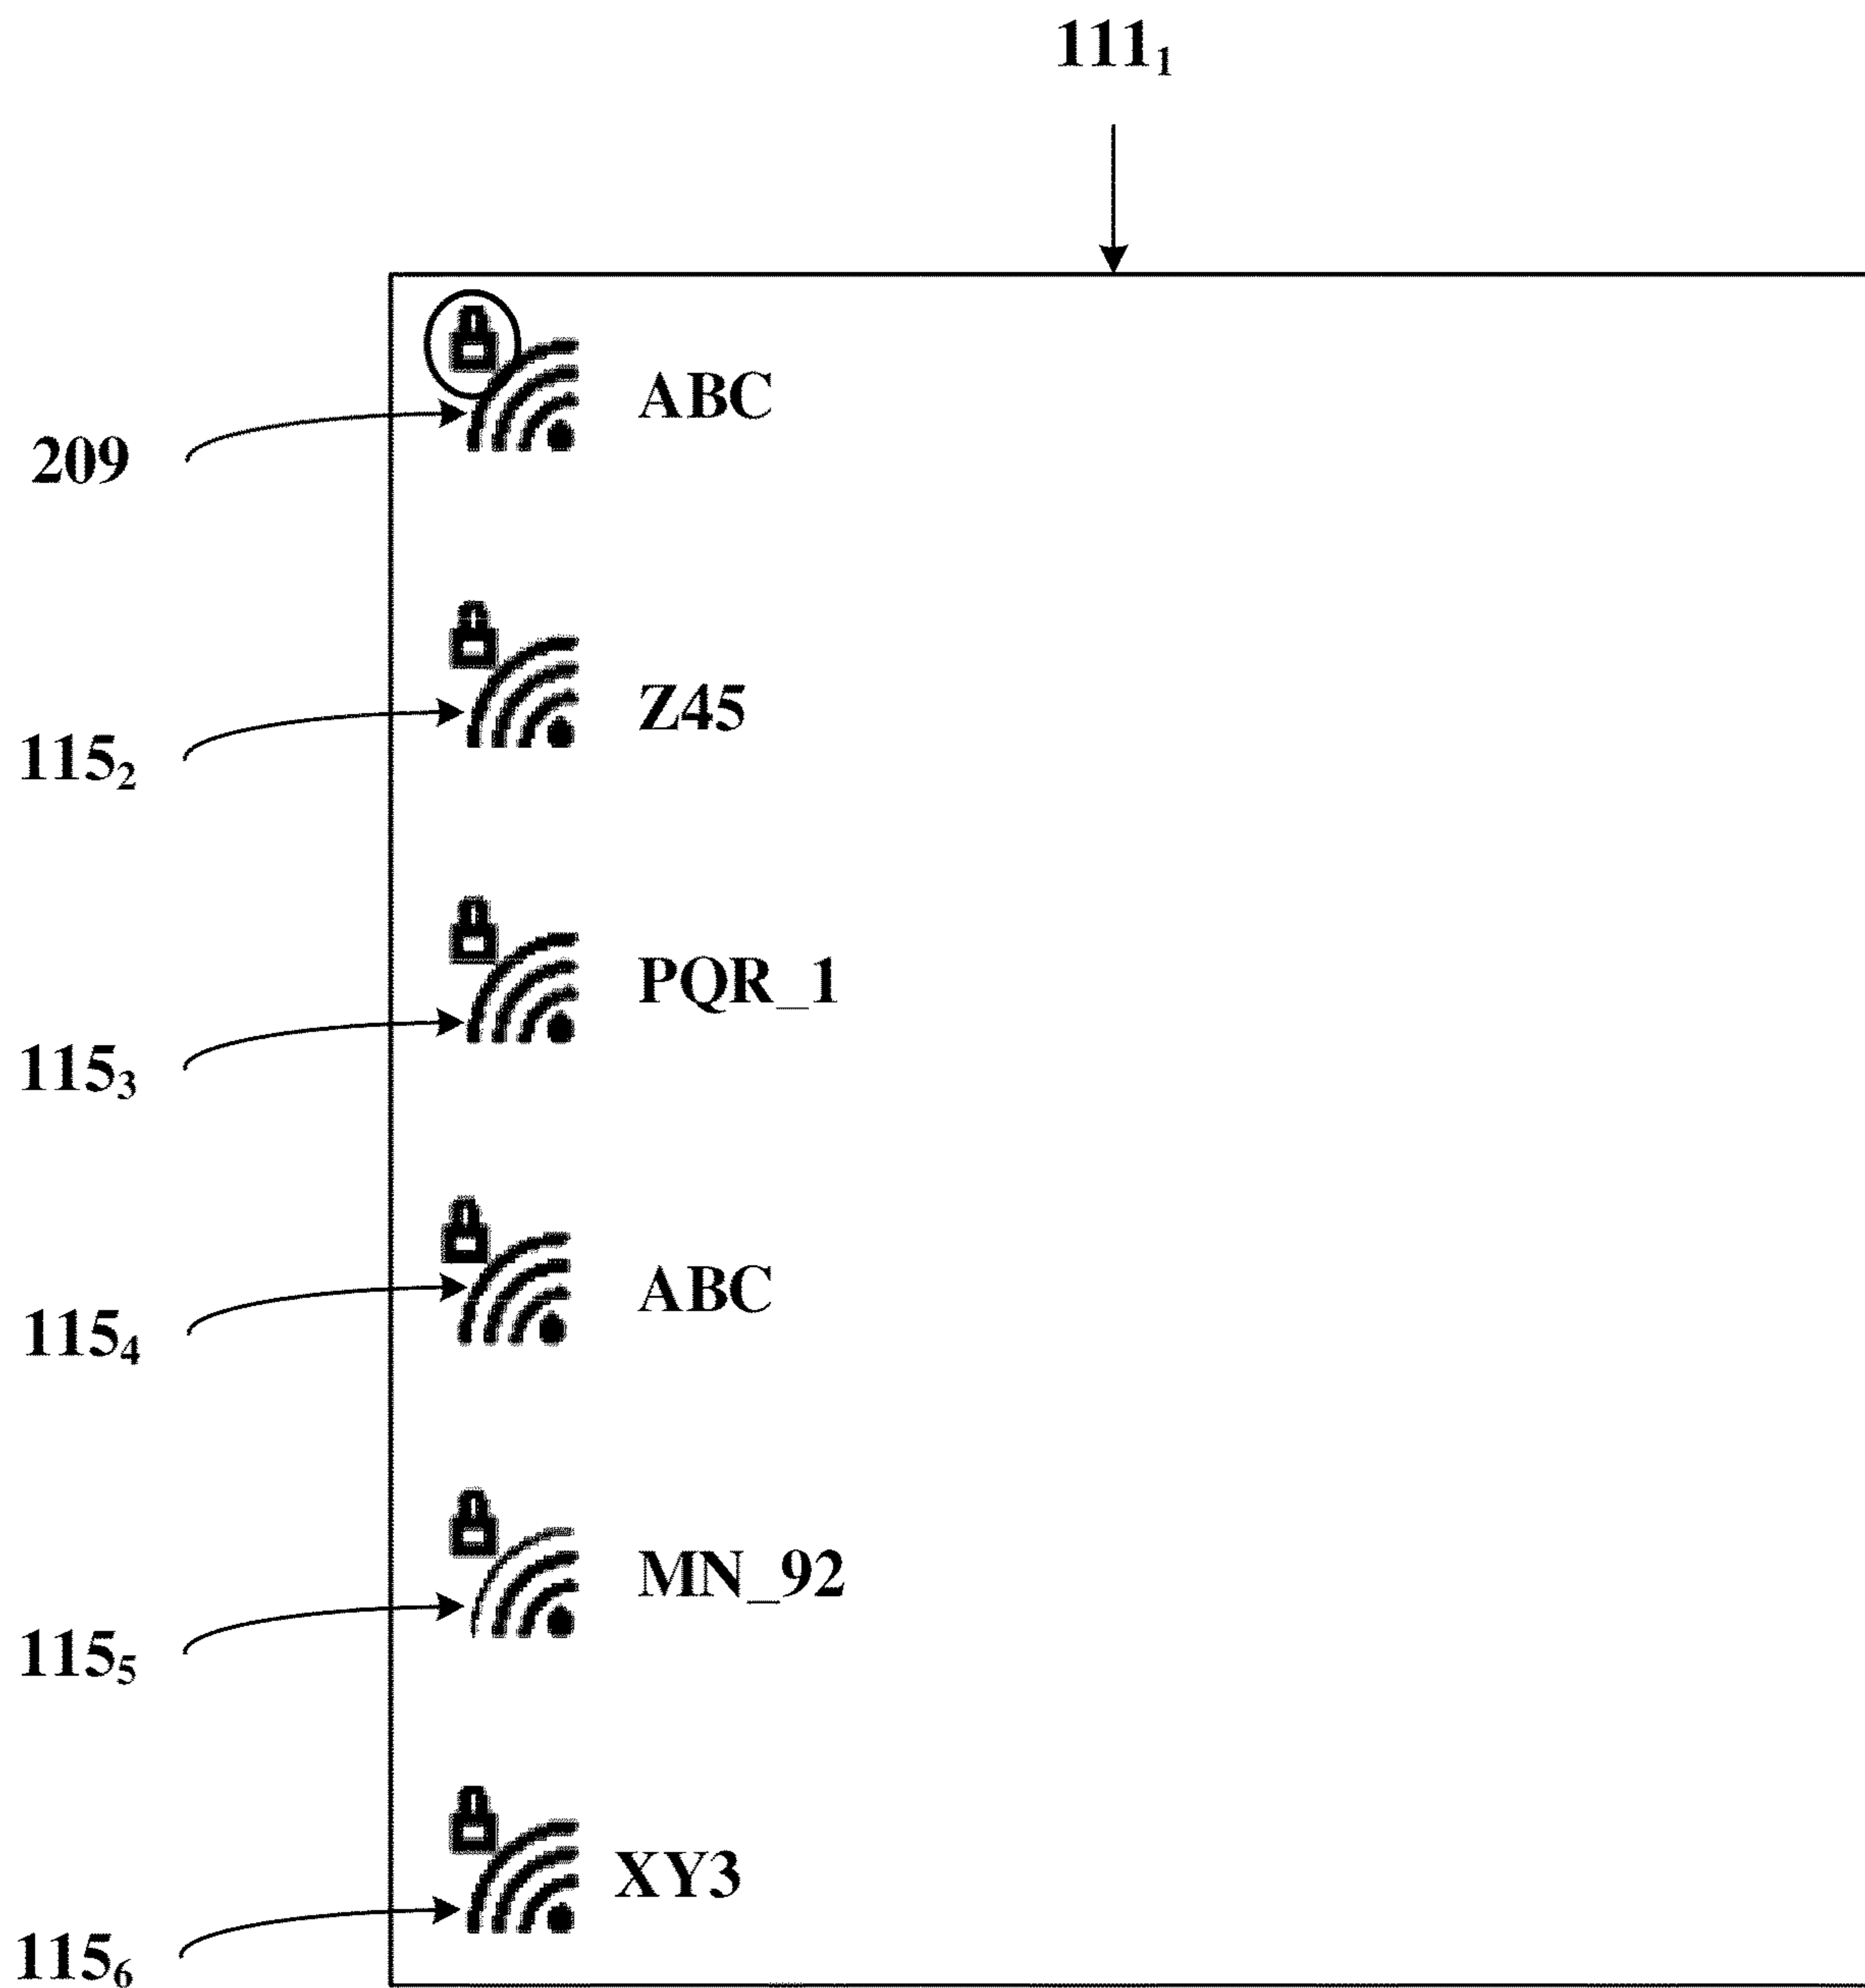 111₁
ABC
209
Z45
115₂
PQR_1
115₃
ABC
115₄
MN_92
115₅
XY3
115₆